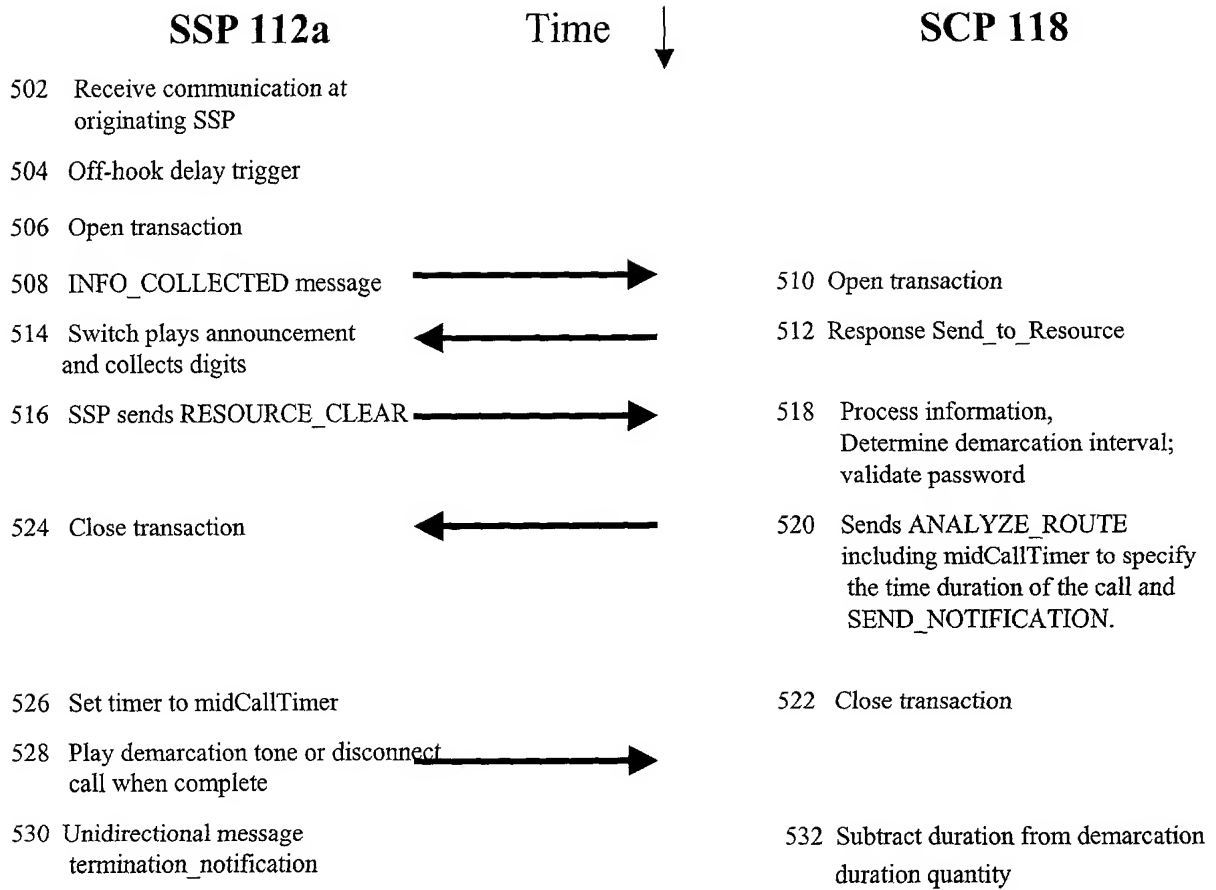 SSP 112a Time SCP 118
502 Receive communication at
originating SSP
504 Off-hook delay trigger
506 Open transaction
508 INFO_COLLECTED message
510 Open transaction
514 Switch plays announcement
and collects digits
512 Response Send_to_Resource
516 SSP sends RESOURCE_CLEAR
518 Process information,
Determine demarcation interval;
validate password
524 Close transaction
520 Sends ANALYZE_ROUTE
including midCallTimer to specify
the time duration of the call and
SEND_NOTIFICATION.
526 Set timer to midCallTimer
522 Close transaction
528 Play demarcation tone or disconnect
call when complete
530 Unidirectional message
termination_notification
532 Subtract duration from demarcation
duration quantity